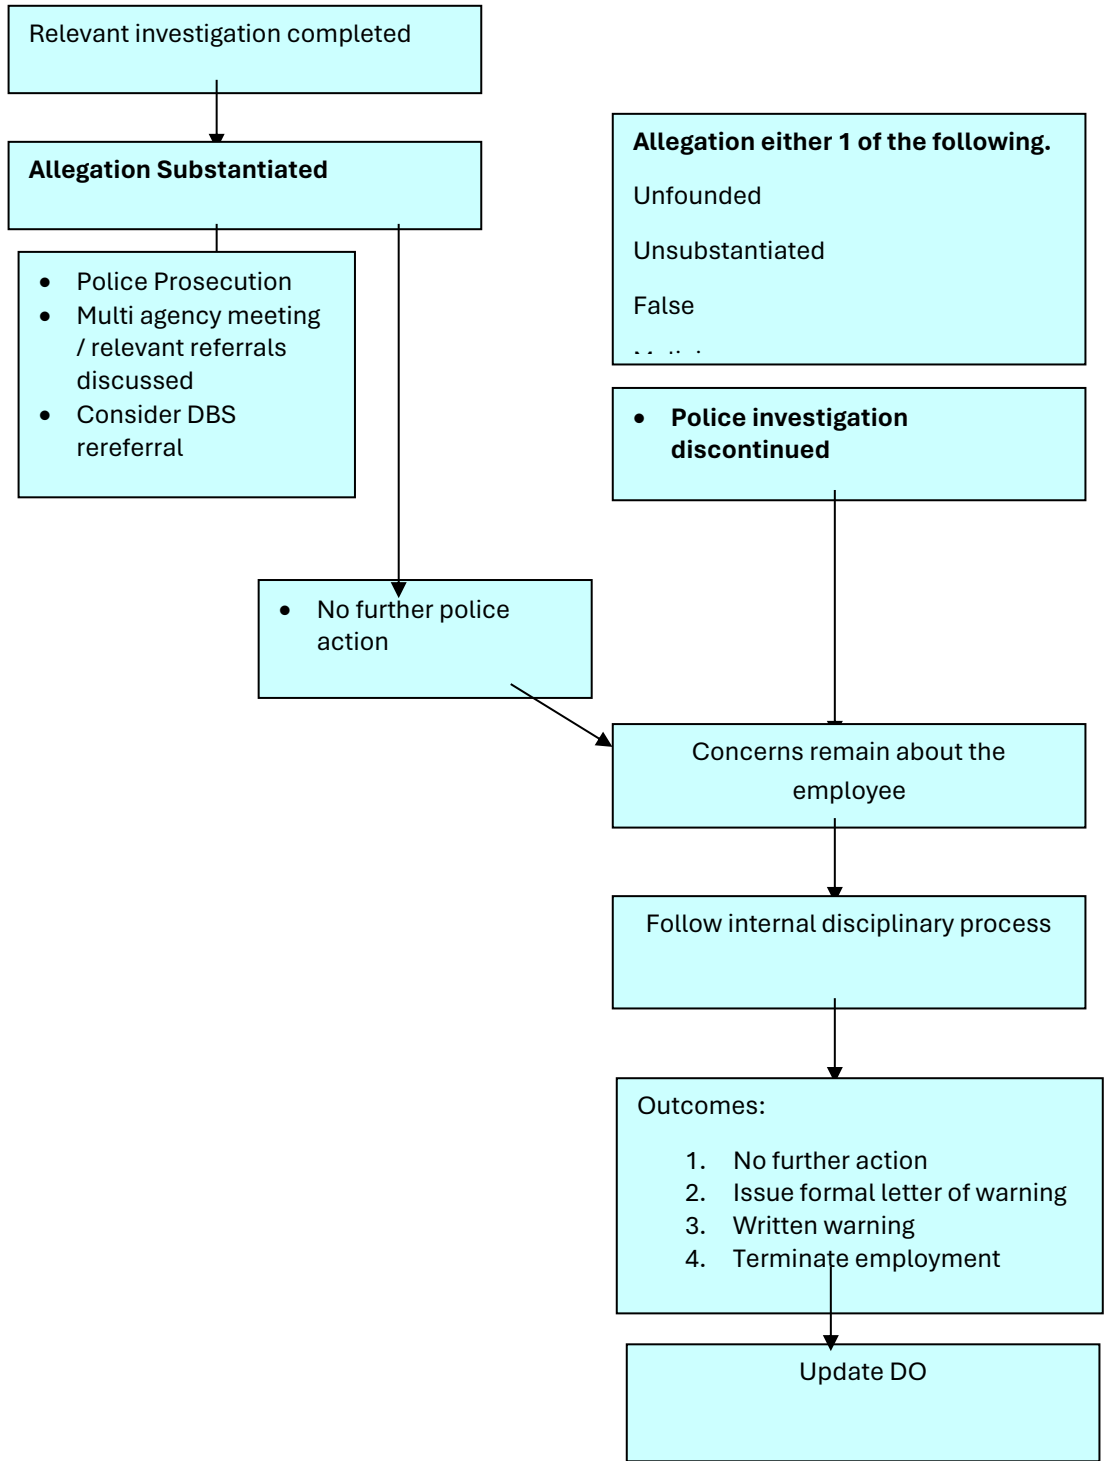 Relevant investigation completed
Allegation Substantiated
• Police Prosecution
• Multi agency meeting
/ relevant referrals
discussed
• Consider DBS
rereferral
• No further police
action
Allegation either 1 of the following.
Unfounded
Unsubstantiated
False
• Police investigation
discontinued
Concerns remain about the
employee
Follow internal disciplinary process
Outcomes:
1. No further action
2. Issue formal letter of warning
3. Written warning
4. Terminate employment
Update DO